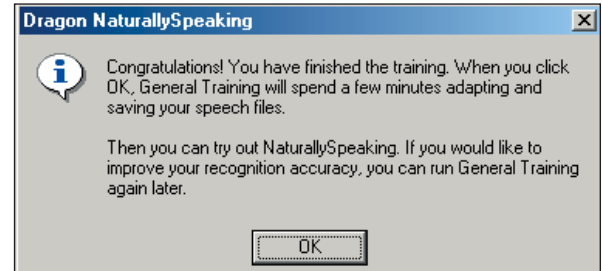 Dragon NaturallySpeaking
Congratulations! You have finished the training. When you click
OK, General Training will spend a few minutes adapting and
saving your speech files.
Then you can try out NaturallySpeaking. If you would like to
improve your recognition accuracy, you can run General Training
again later.
OK